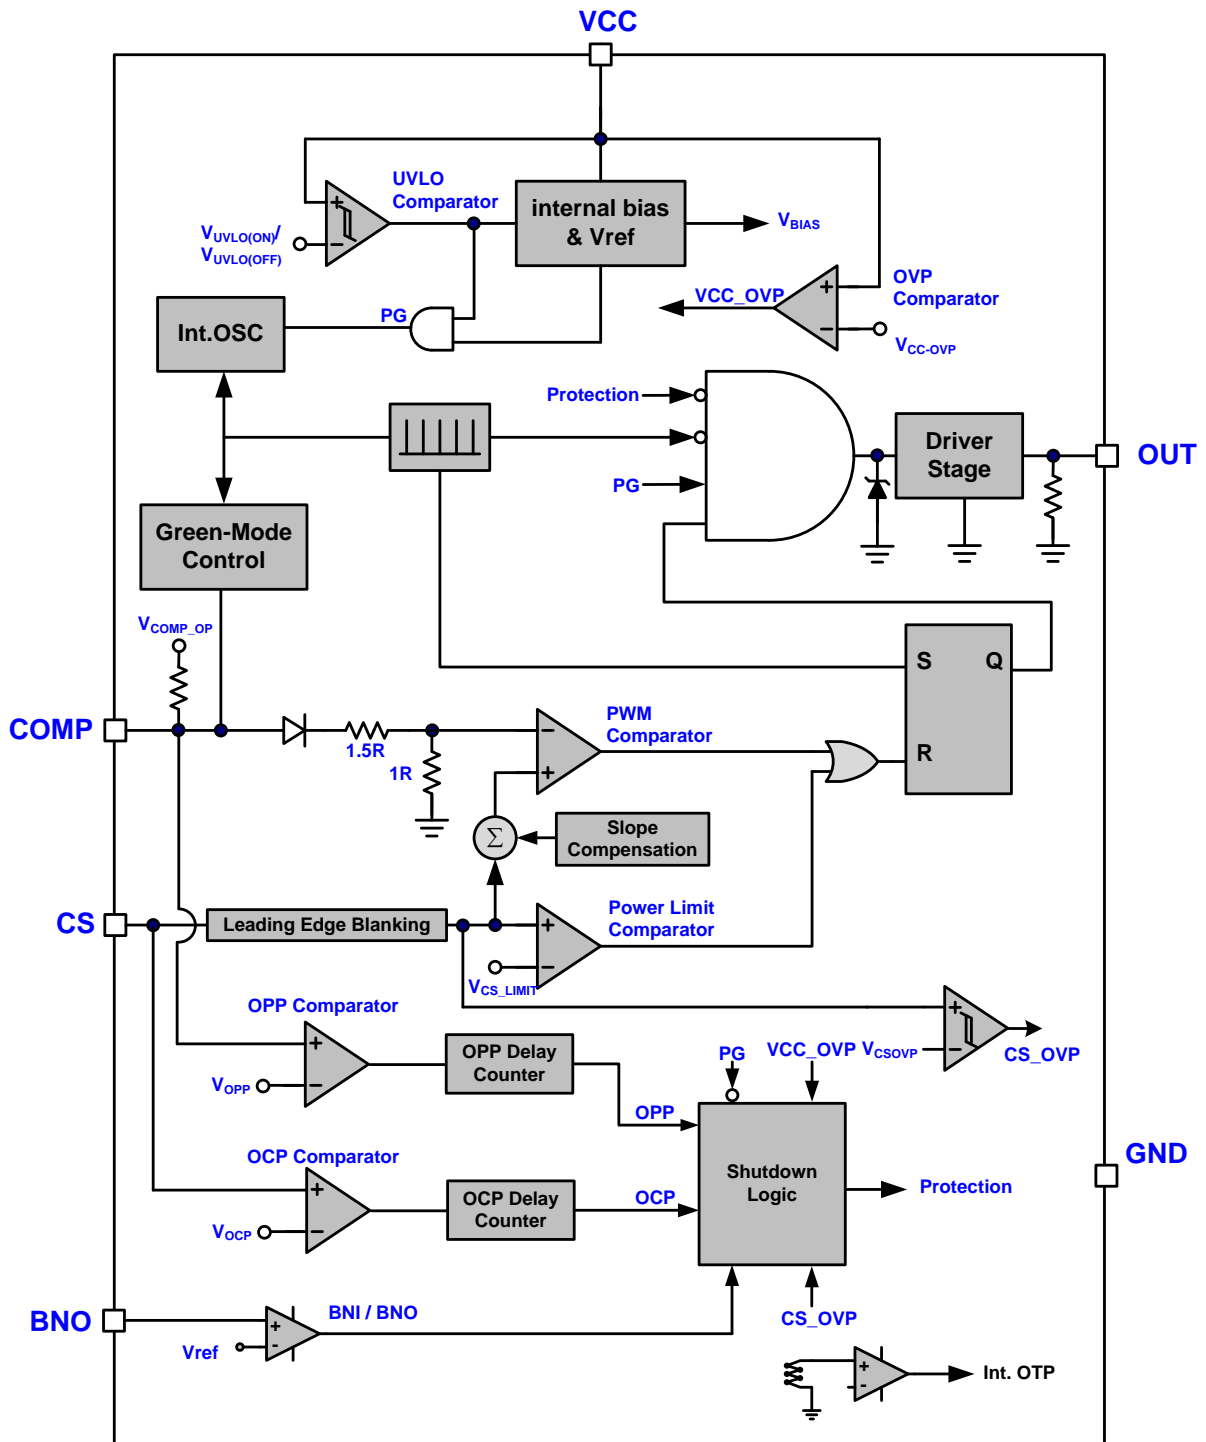 VCC
UVLO
Comparator
internal bias
& Vref
VBIAS
VUVLO(ON)/
VUVLO(OFF)
OVP
Comparator
VCC_OVP
VCC-OVP
PG
Int.OSC
Protection
PG
Driver
Stage
OUT
Green-Mode
Control
VCOMP_OP
S
Q
R
COMP
1.5R
1R
PWM
Comparator
Σ
Slope
Compensation
CS
Leading Edge Blanking
Power Limit
Comparator
VCS_LIMIT
OPP Comparator
VOPP
OPP Delay
Counter
OPP
PG
VCC_OVP
VCSOVP
CS_OVP
OCP Comparator
VOCP
OCP Delay
Counter
OCP
Shutdown
Logic
Protection
GND
BNO
BNI / BNO
Vref
CS_OVP
Int. OTP